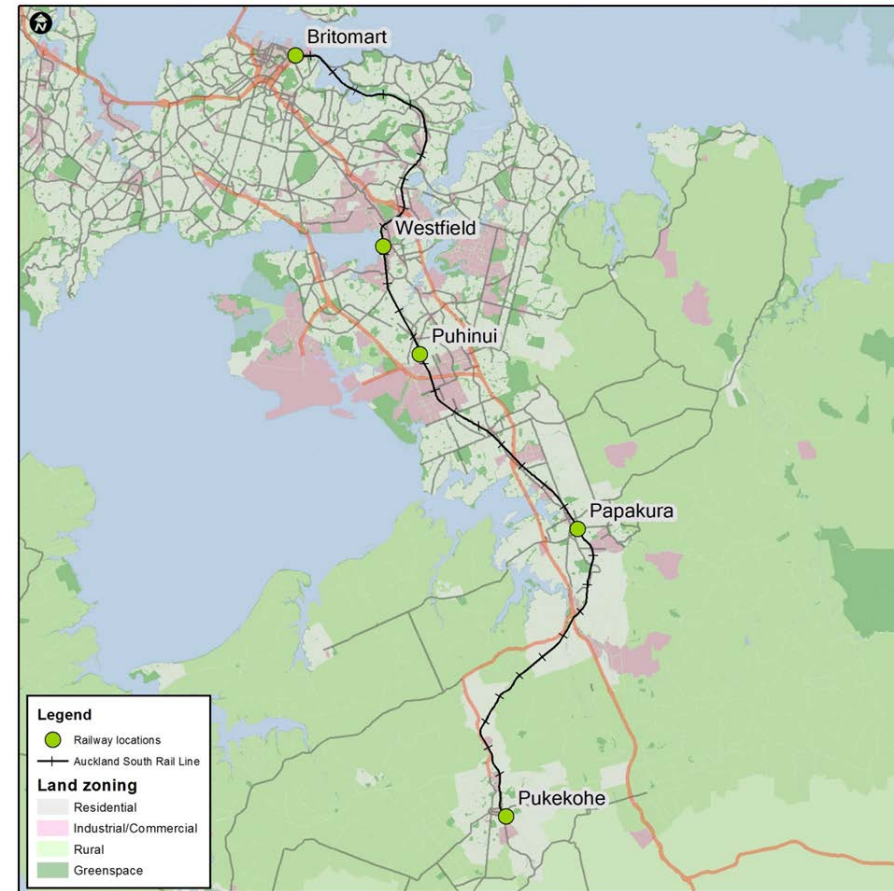 N
Britomart
Westfield
Puhinui
Papakura
Pukekohe
Legend
Railway locations
Auckland South Rail Line
Land zoning
Residential
Industrial/Commercial
Rural
Greenspace